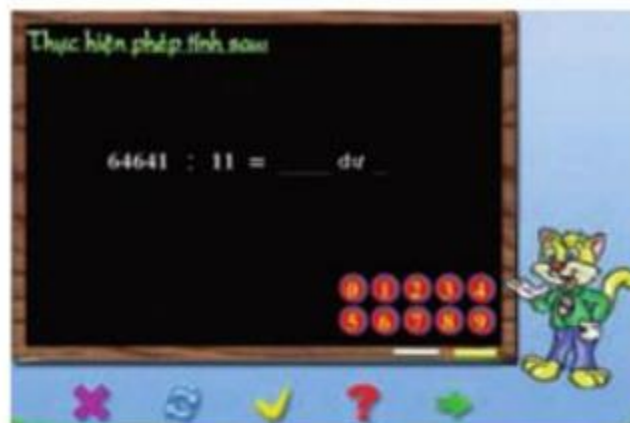 Thực hiện phép tính sau:
64641 : 11 = ____ dư _
0 1 2 3 4
5 6 7 8 9
?